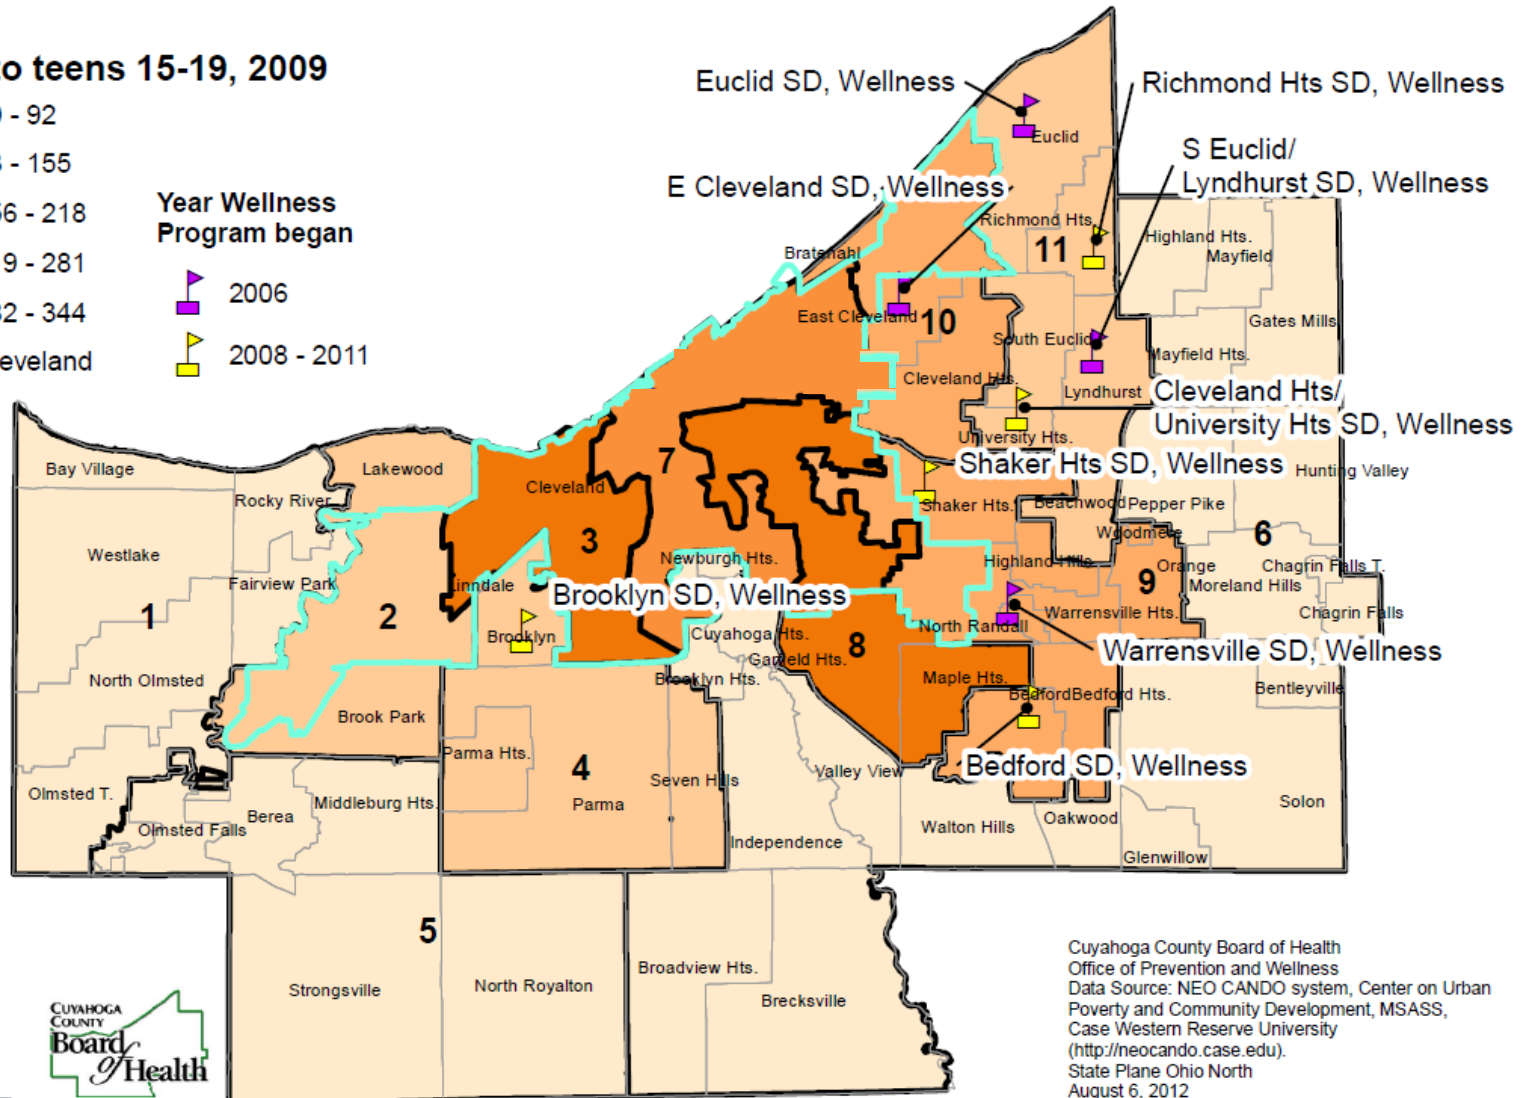 to teens 15-19, 2009
- 92
- 155
56 - 218
9 - 281
32 - 344
eveland
Year Wellness
Program began
2006
2008 - 2011
Euclid SD, Wellness
Richmond Hts SD, Wellness
S Euclid/
Lyndhurst SD, Wellness
E Cleveland SD, Wellness
Euclid
Richmond Hts.
11
Highland Hts.
Mayfield
Bratenahl
East Cleveland
10
South Euclid
Gates Mills
Mayfield Hts.
Cleveland Hts.
Lyndhurst
Cleveland Hts/
University Hts SD, Wellness
University Hts.
Shaker Hts SD, Wellness
Hunting Valley
Bay Village
Lakewood
Rocky River
Cleveland
7
Shaker Hts.
Beachwood
Pepper Pike
Woodmere
6
Westlake
3
Fairview Park
Linndale
Newburgh Hts.
Highland Hills
Orange
Chagrin Falls T.
9
Moreland Hills
Brooklyn SD, Wellness
1
2
Warrensville Hts.
Chagrin Falls
Brooklyn
Cuyahoga Hts.
8
North Randall
Warrensville SD, Wellness
Garfield Hts.
North Olmsted
Brooklyn Hts.
Maple Hts.
Bedford
Bedford Hts.
Bentleyville
Brook Park
Parma Hts.
4
Seven Hills
Valley View
Bedford SD, Wellness
Olmsted T.
Middleburg Hts.
Parma
Solon
Berea
Olmsted Falls
Oakwood
Walton Hills
Independence
Glenwillow
5
Strongsville
North Royalton
Broadview Hts.
Brecksville
CUYAHOGA
COUNTY
Board
of Health
Cuyahoga County Board of Health
Office of Prevention and Wellness
Data Source: NEO CANDO system, Center on Urban
Poverty and Community Development, MSASS,
Case Western Reserve University
(http://neocando.case.edu).
State Plane Ohio North
August 6, 2012